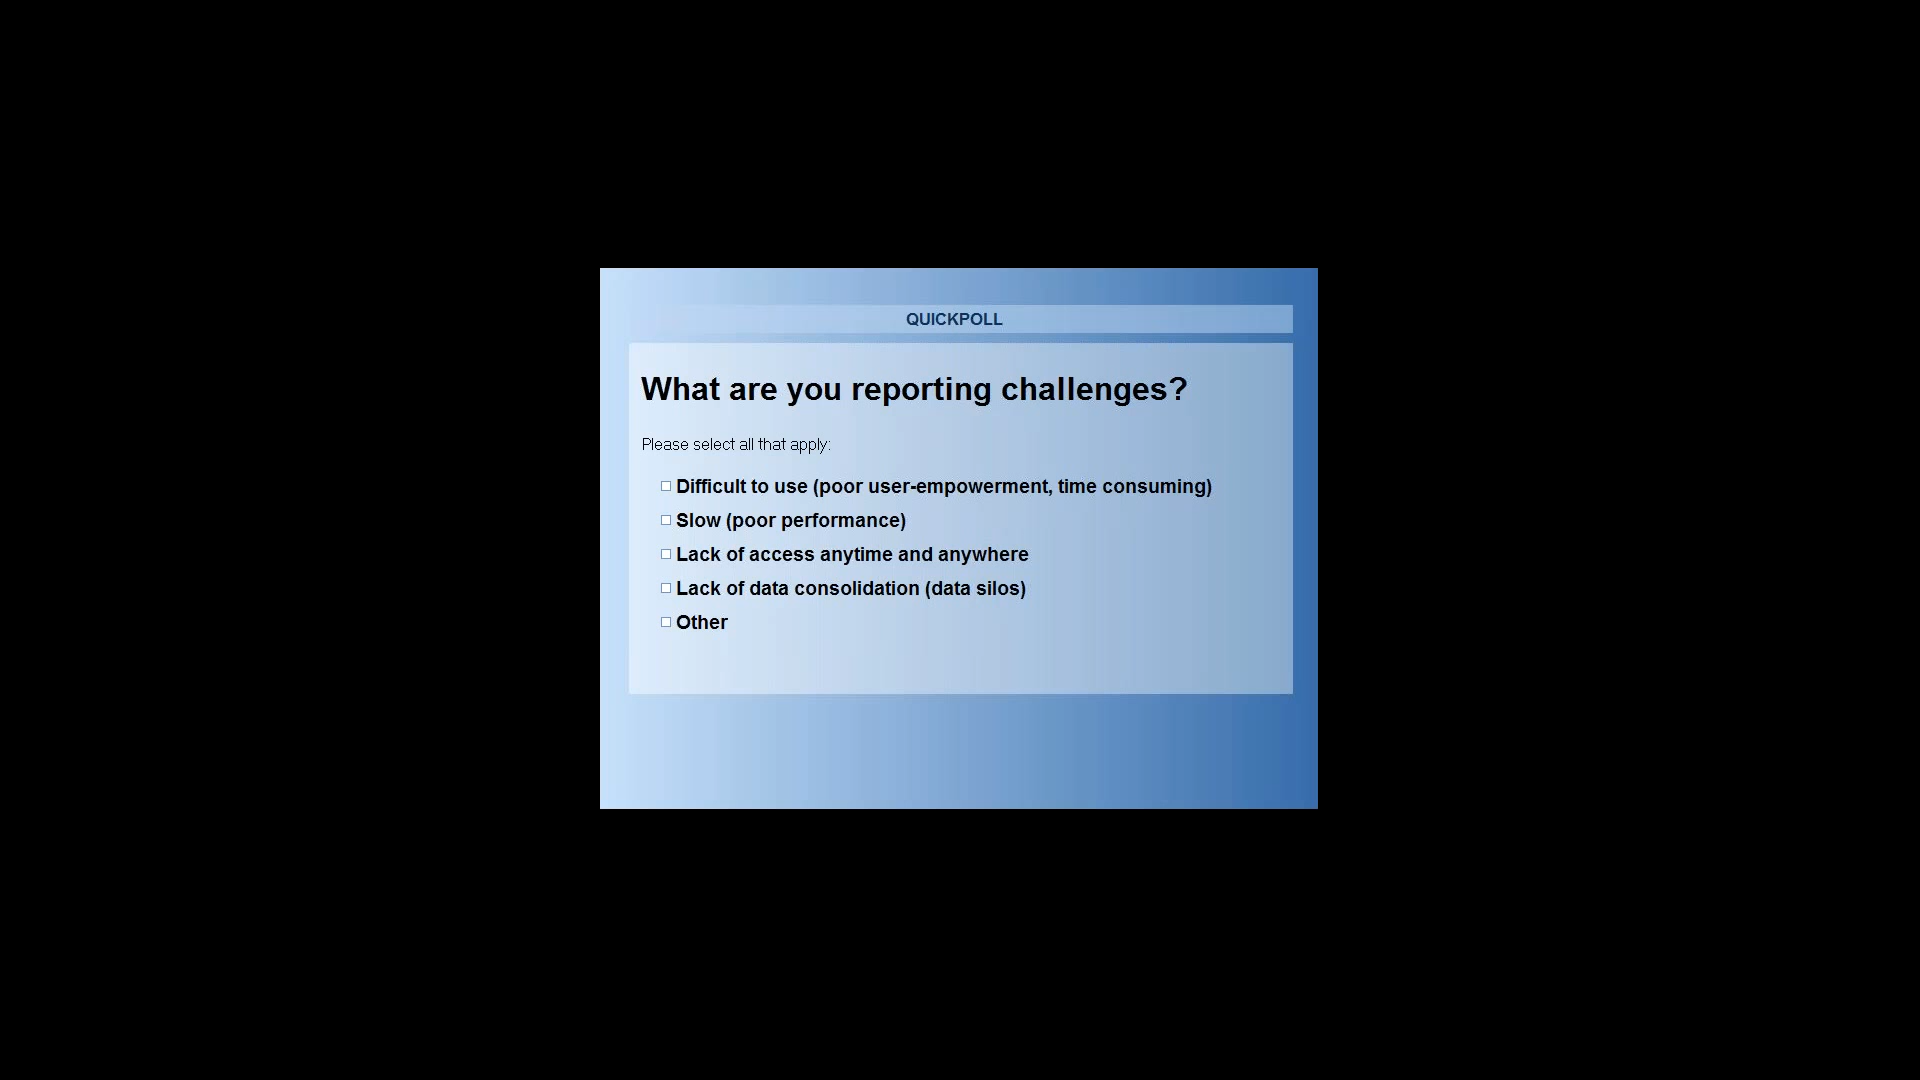 QUICKPOLL
What are you reporting challenges?
Please select all that apply:
Difficult to use (poor user-empowerment, time consuming)
Slow (poor performance)
Lack of access anytime and anywhere
Lack of data consolidation (data silos)
Other